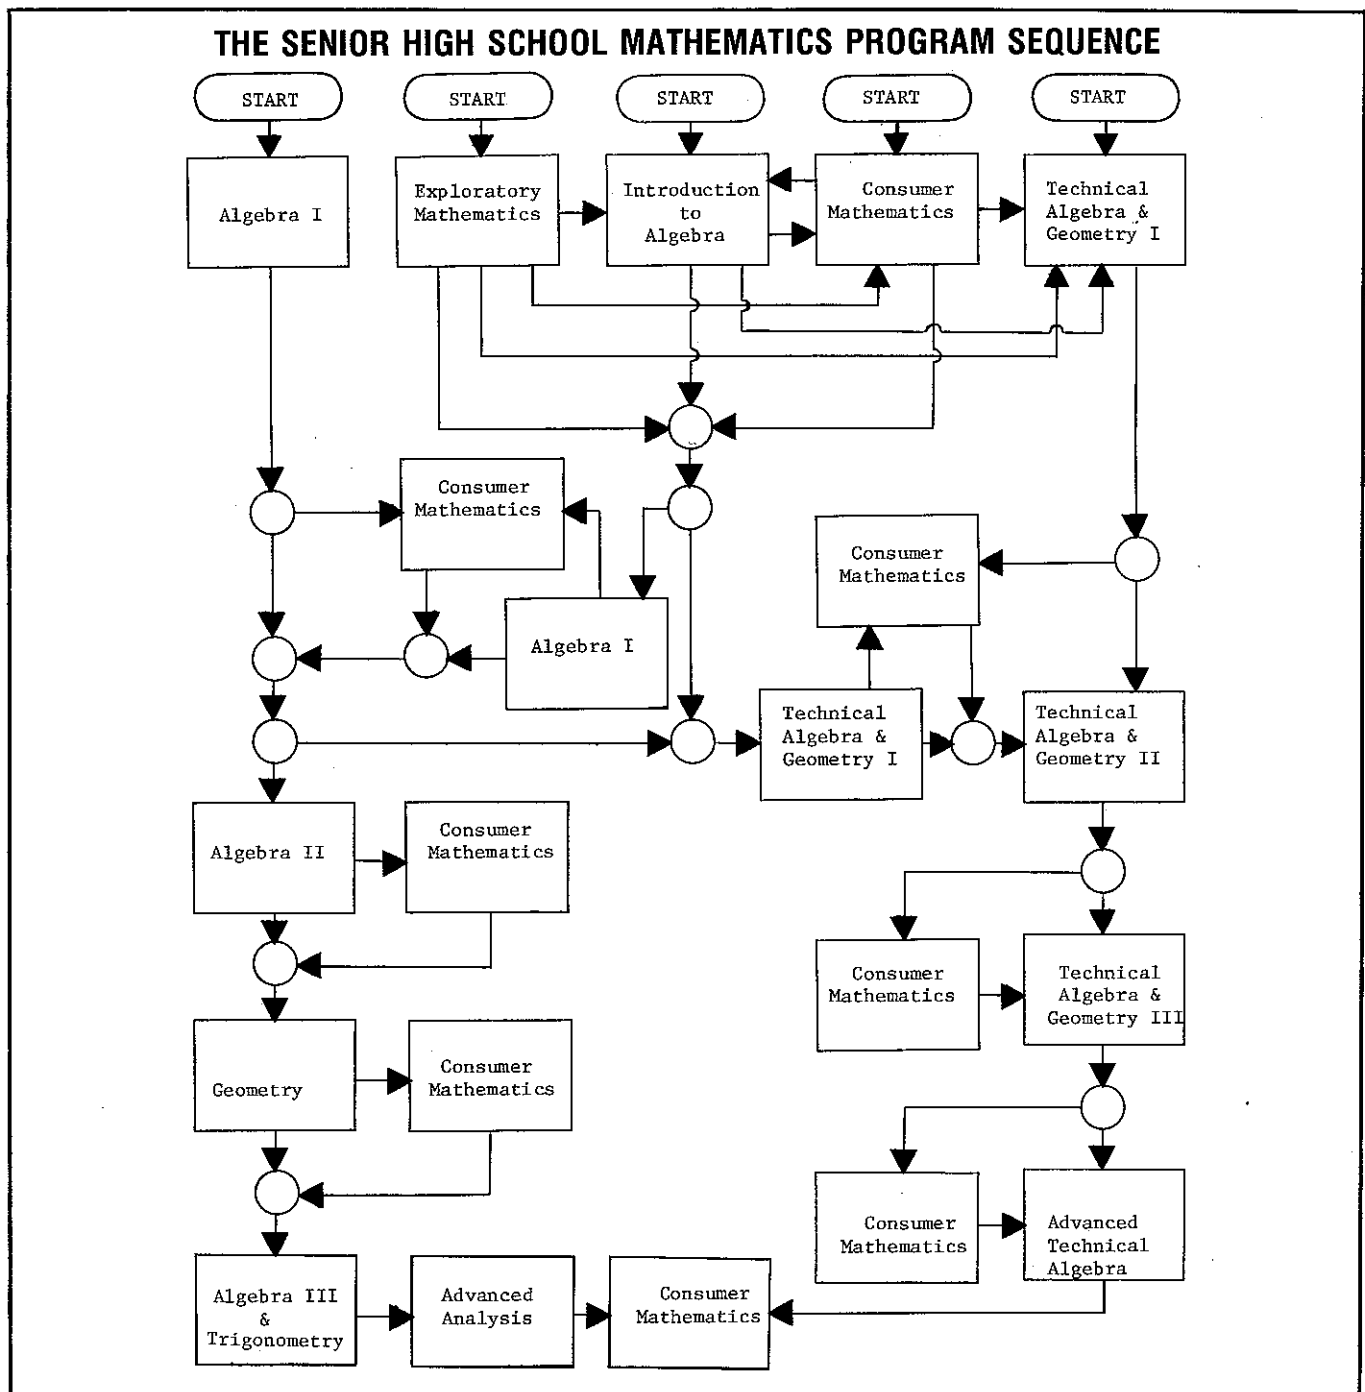 THE SENIOR HIGH SCHOOL MATHEMATICS PROGRAM SEQUENCE
START
START
START
START
START
Algebra I
Exploratory
Mathematics
Introduction
to
Algebra
Consumer
Mathematics
Technical
Algebra &
Geometry I
Consumer
Mathematics
Consumer
Mathematics
Algebra I
Technical
Algebra &
Geometry I
Technical
Algebra &
Geometry II
Algebra II
Consumer
Mathematics
Consumer
Mathematics
Technical
Algebra &
Geometry III
Geometry
Consumer
Mathematics
Consumer
Mathematics
Advanced
Technical
Algebra
Algebra III
&
Trigonometry
Advanced
Analysis
Consumer
Mathematics